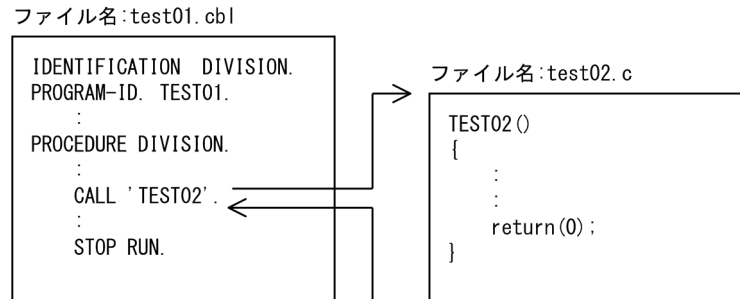 ファイル名:test01.cbl
IDENTIFICATION DIVISION.
PROGRAM-ID. TEST01.
:
PROCEDURE DIVISION.
:
CALL 'TEST02'.
:
STOP RUN.
ファイル名:test02.c
TEST02()
{
:
:
return(0);
}